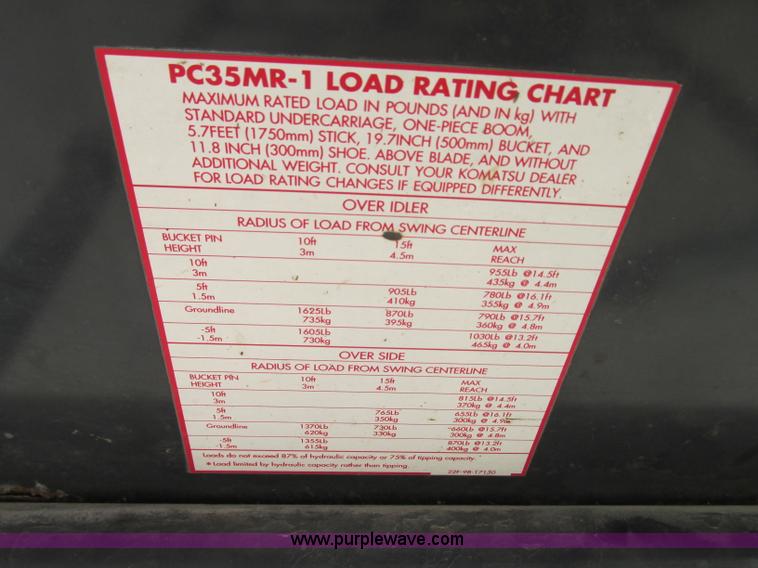 PC35MR-1 LOAD RATING CHART
MAXIMUM RATED LOAD IN POUNDS (AND IN kg) WITH
STANDARD UNDERCARRIAGE, ONE-PIECE BOOM,
5.7FEET (1750mm) STICK, 19.7INCH (500mm) BUCKET, AND
11.8 INCH (300mm) SHOE. ABOVE BLADE, AND WITHOUT
ADDITIONAL WEIGHT. CONSULT YOUR KOMATSU DEALER
FOR LOAD RATING CHANGES IF EQUIPPED DIFFERENTLY.
OVER IDLER
RADIUS OF LOAD FROM SWING CENTERLINE
BUCKET PIN 10ft 15ft MAX
HEIGHT 3m 4.5m REACH
10ft 955Lb @14.5ft
3m 435kg @ 4.4m
5ft 905Lb 780Lb @16.1ft
1.5m 410kg 355kg @ 4.9m
Groundline 1625Lb 870Lb 790Lb @15.7ft
735kg 395kg 360kg @ 4.8m
-5ft 1605Lb 1030Lb @13.2ft
-1.5m 730kg 465kg @ 4.0m
OVER SIDE
RADIUS OF LOAD FROM SWING CENTERLINE
BUCKET PIN 10ft 15ft MAX
HEIGHT 3m 4.5m REACH
10ft 815Lb @14.5ft
3m 370kg @ 4.4m
5ft 765Lb 655Lb @16.1ft
1.5m 350kg 300kg @ 4.9m
Groundline 1370Lb 730Lb 660Lb @15.7ft
620kg 330kg 300kg @ 4.8m
-5ft 1355Lb 870Lb @13.2ft
-1.5m 615kg 400kg @ 4.0m
Loads do not exceed 87% of hydraulic capacity or 75% of tipping capacity.
* Load limited by hydraulic capacity rather than tipping.
22F-98-17130
www.purplewave.com